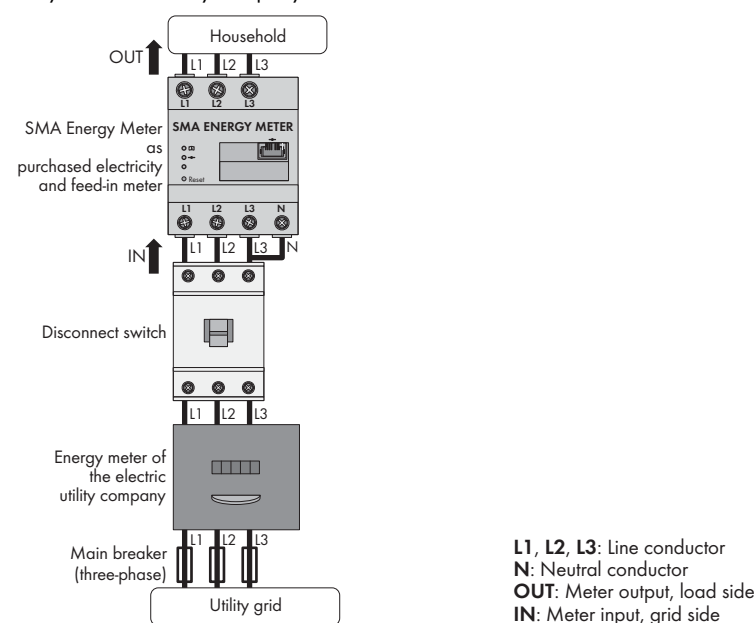 Household
OUT
L1 L2 L3
L1 L2 L3
SMA Energy Meter
as
purchased electricity
and feed-in meter
SMA ENERGY METER
Reset
L1 L2 L3 N
IN
L1 L2 L3 N
Disconnect switch
L1 L2 L3
Energy meter of
the electric
utility company
L1 L2 L3
Main breaker
(three-phase)
Utility grid
L1, L2, L3: Line conductor
N: Neutral conductor
OUT: Meter output, load side
IN: Meter input, grid side